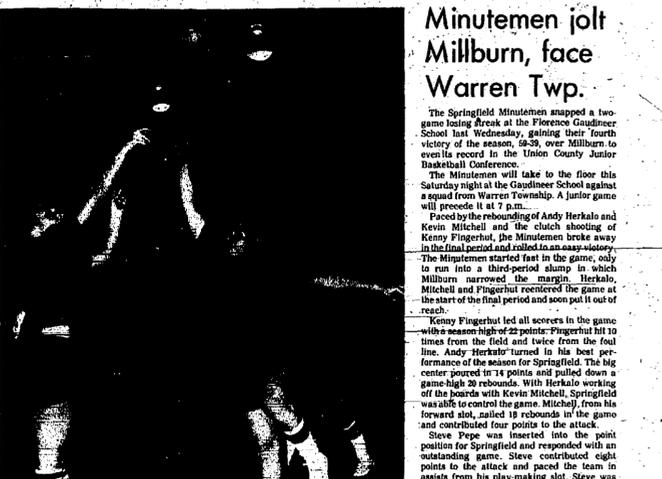 Minutemen jolt
Millburn, face
Warren Twp.
The Springfield Minutemen snapped a two-
game losing streak at the Florence Gaudineer
School last Wednesday, gaining their fourth
victory of the season, 59-39, over Millburn to
even its record in the Union County Junior
Basketball Conference.
The Minutemen will take to the floor this
Saturday night at the Gaudineer School against
a squad from Warren Township. A junior game
will precede it at 7 p.m.
Paced by the rebounding of Andy Herkalo and
Kevin Mitchell and the clutch shooting of
Kenny Fingerhut, the Minutemen broke away
in the final period and rolled to an easy victory.
The Minutemen started fast in the game, only
to run into a third-period slump in which
Millburn narrowed the margin. Herkalo,
Mitchell and Fingerhut reentered the game at
the start of the final period and soon put it out of
reach.
Kenny Fingerhut led all scorers in the game
with a season high of 22 points. Fingerhut hit 10
times from the field and twice from the foul
line. Andy Herkalo turned in his best per-
formance of the season for Springfield. The big
center poured in 14 points and pulled down a
game-high 20 rebounds. With Herkalo working
off the boards with Kevin Mitchell, Springfield
was able to control the game. Mitchell, from his
forward slot, nailed 18 rebounds in the game
and contributed four points to the attack.
Steve Pepe was inserted into the point
position for Springfield and responded with an
outstanding game. Steve contributed eight
points to the attack and paced the team in
assists from his play-making slot. Steve was